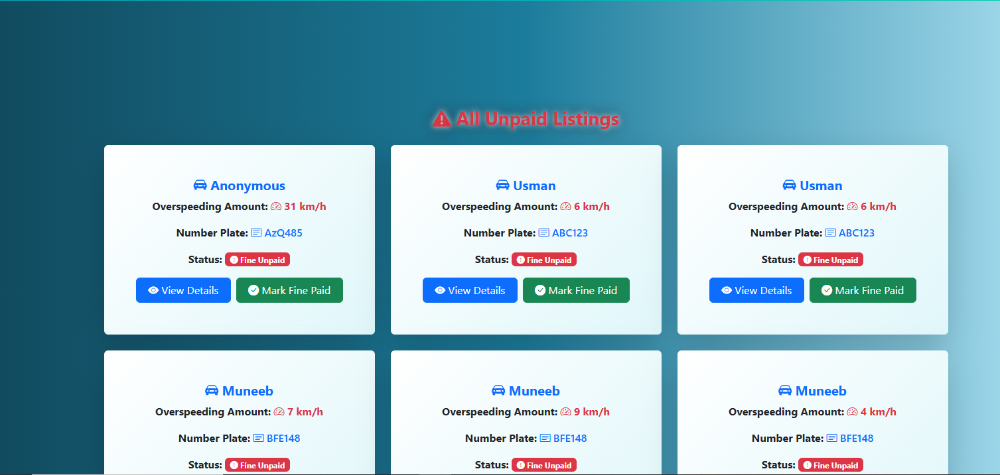 All Unpaid Listings
Anonymous
Overspeeding Amount: 31 km/h
Number Plate: AzQ485
Status: Fine Unpaid
View Details Mark Fine Paid
Usman
Overspeeding Amount: 6 km/h
Number Plate: ABC123
Status: Fine Unpaid
View Details Mark Fine Paid
Usman
Overspeeding Amount: 6 km/h
Number Plate: ABC123
Status: Fine Unpaid
View Details Mark Fine Paid
Muneeb
Overspeeding Amount: 7 km/h
Number Plate: BFE148
Status: Fine Unpaid
Muneeb
Overspeeding Amount: 9 km/h
Number Plate: BFE148
Status: Fine Unpaid
Muneeb
Overspeeding Amount: 4 km/h
Number Plate: BFE148
Status: Fine Unpaid